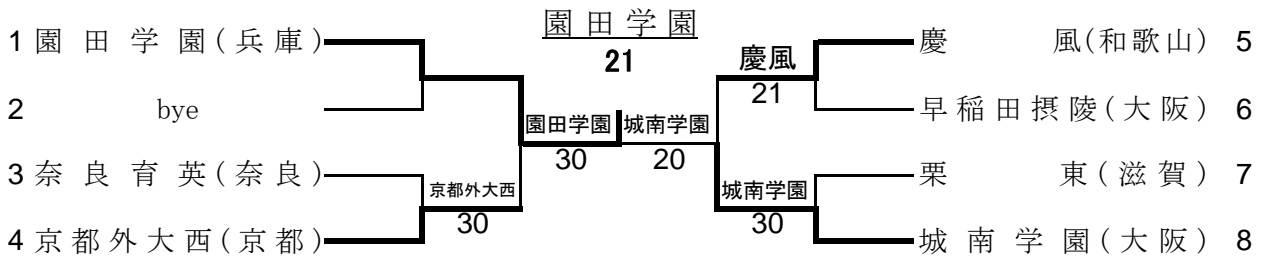 園田学園
21
1 園田学園(兵庫)
慶風(和歌山) 5
慶風
21
2 bye
早稲田摂陵(大阪) 6
園田学園
30
城南学園
20
3 奈良育英(奈良)
栗東(滋賀) 7
京都外大西
30
城南学園
30
4 京都外大西(京都)
城南学園(大阪) 8